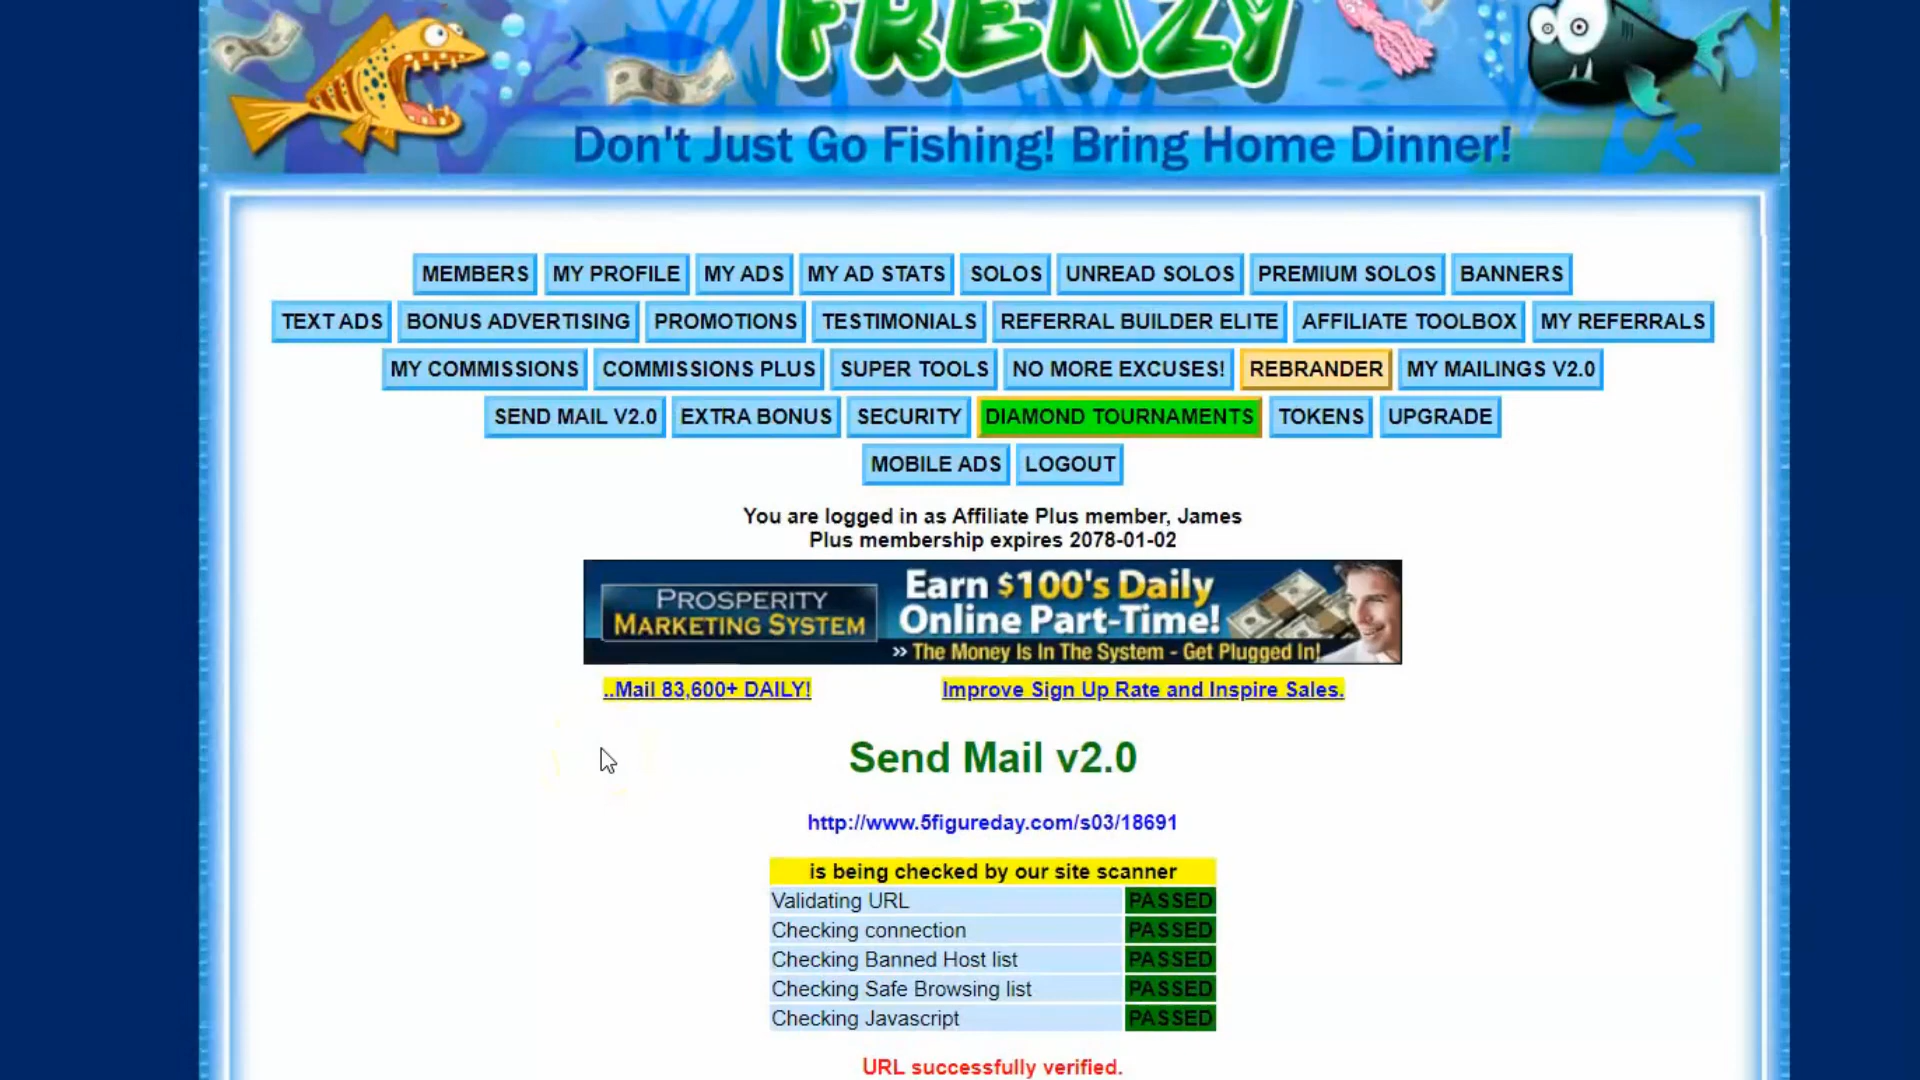 FRENZY
Don't Just Go Fishing! Bring Home Dinner!
MEMBERS MY PROFILE MY ADS MY AD STATS SOLOS UNREAD SOLOS PREMIUM SOLOS BANNERS
TEXT ADS BONUS ADVERTISING PROMOTIONS TESTIMONIALS REFERRAL BUILDER ELITE AFFILIATE TOOLBOX MY REFERRALS
MY COMMISSIONS COMMISSIONS PLUS SUPER TOOLS NO MORE EXCUSES! REBRANDER MY MAILINGS V2.0
SEND MAIL V2.0 EXTRA BONUS SECURITY DIAMOND TOURNAMENTS TOKENS UPGRADE
MOBILE ADS LOGOUT
You are logged in as Affiliate Plus member, James
Plus membership expires 2078-01-02
PROSPERITY
MARKETING SYSTEM
Earn $100's Daily
Online Part-Time!
>> The Money Is In The System - Get Plugged In!
..Mail 83,600+ DAILY! Improve Sign Up Rate and Inspire Sales.
Send Mail v2.0
http://www.5figureday.com/s03/18691
is being checked by our site scanner
Validating URL PASSED
Checking connection PASSED
Checking Banned Host list PASSED
Checking Safe Browsing list PASSED
Checking Javascript PASSED
URL successfully verified.